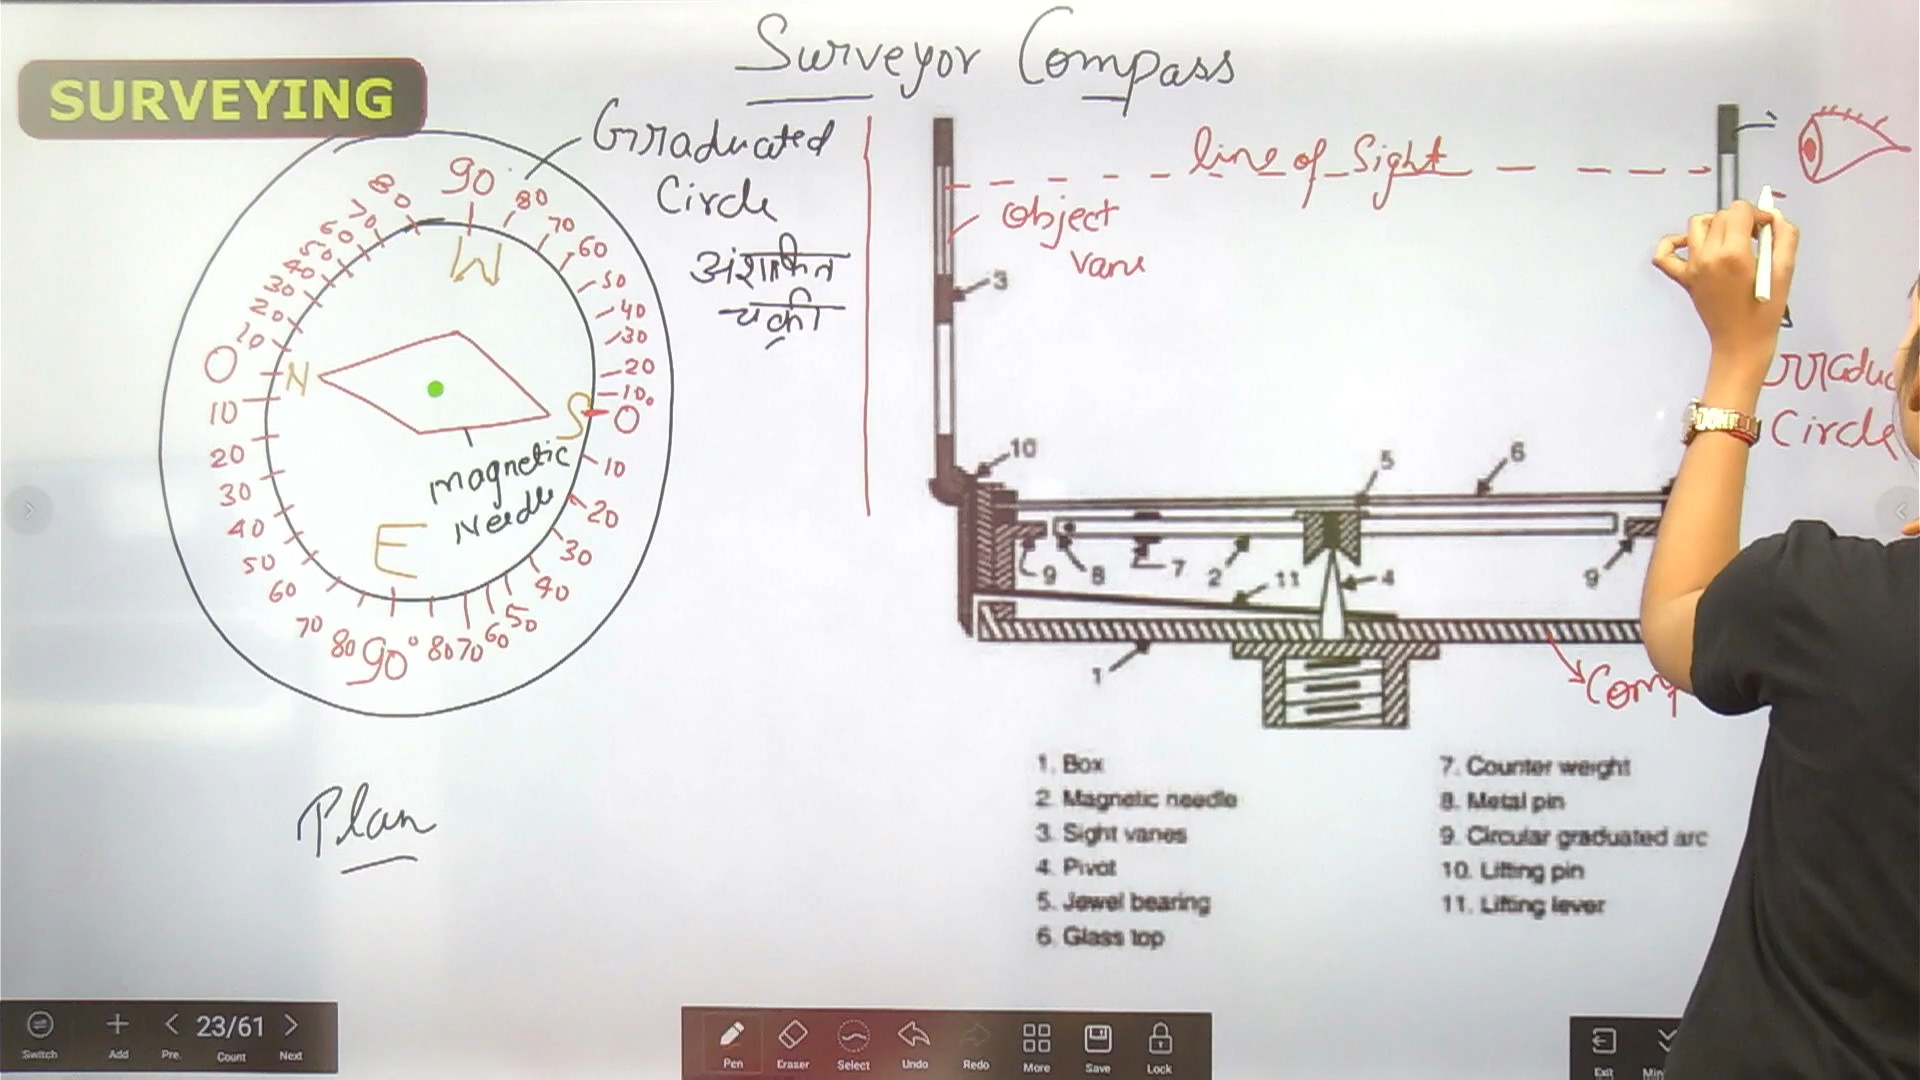 Surveyor Compass
SURVEYING
Graduated
Circle
अंशांकित
चक्री
90
80
80
70
70
60
60
50
50
40
40
30
30
20
20
10
10°
0
0
W
N
S
E
magnetic
Needle
10
20
30
40
50
60
70
80
90°
80
70
60
50
40
30
20
10
Plan
line of Sight
Object
Vane
3
10
5
6
9
8
7
2
11
4
9
1
Circle
1. Box
2. Magnetic needle
3. Sight vanes
4. Pivot
5. Jewel bearing
6. Glass top
7. Counter weight
8. Metal pin
9. Circular graduated arc
10. Lifting pin
11. Lifting lever
Switch
Add
Pre.
23/61
Count
Next
Pen
Eraser
Select
Undo
Redo
More
Save
Lock
Exit